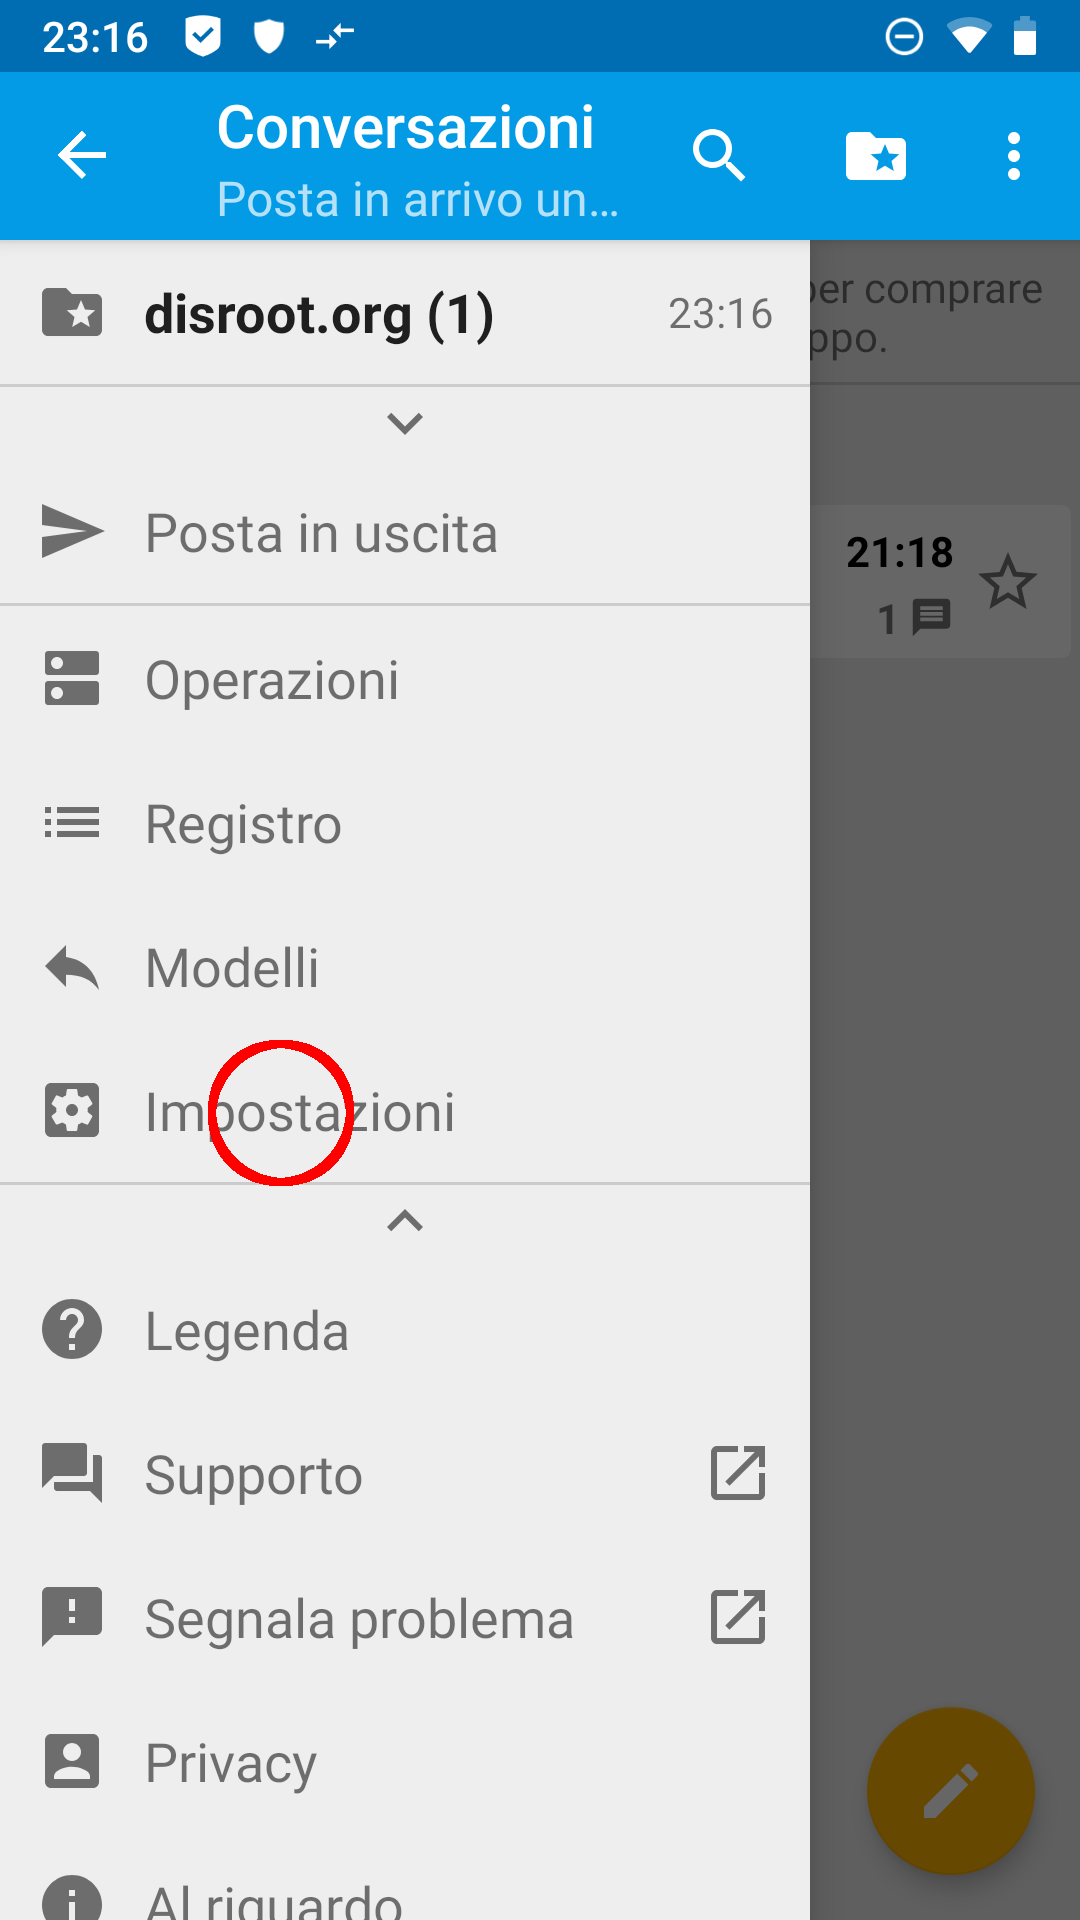 23:16
Conversazioni
Posta in arrivo un...
disroot.org (1) 23:16
per comprare
ppo.
Posta in uscita
21:18
1
Operazioni
Registro
Modelli
Impostazioni
Legenda
Supporto
Segnala problema
Privacy
Al riguardo